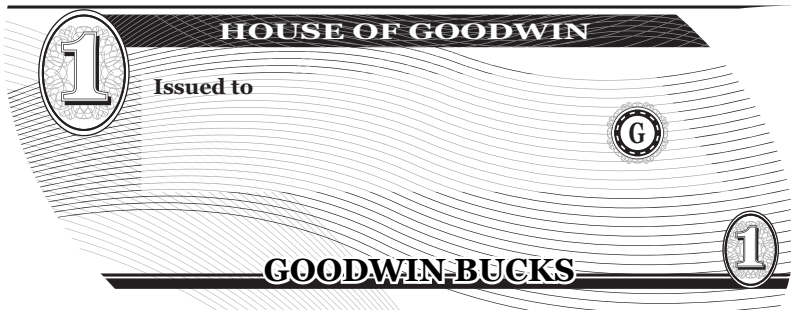 HOUSE OF GOODWIN
1
Issued to
G
1
GOODWIN BUCKS